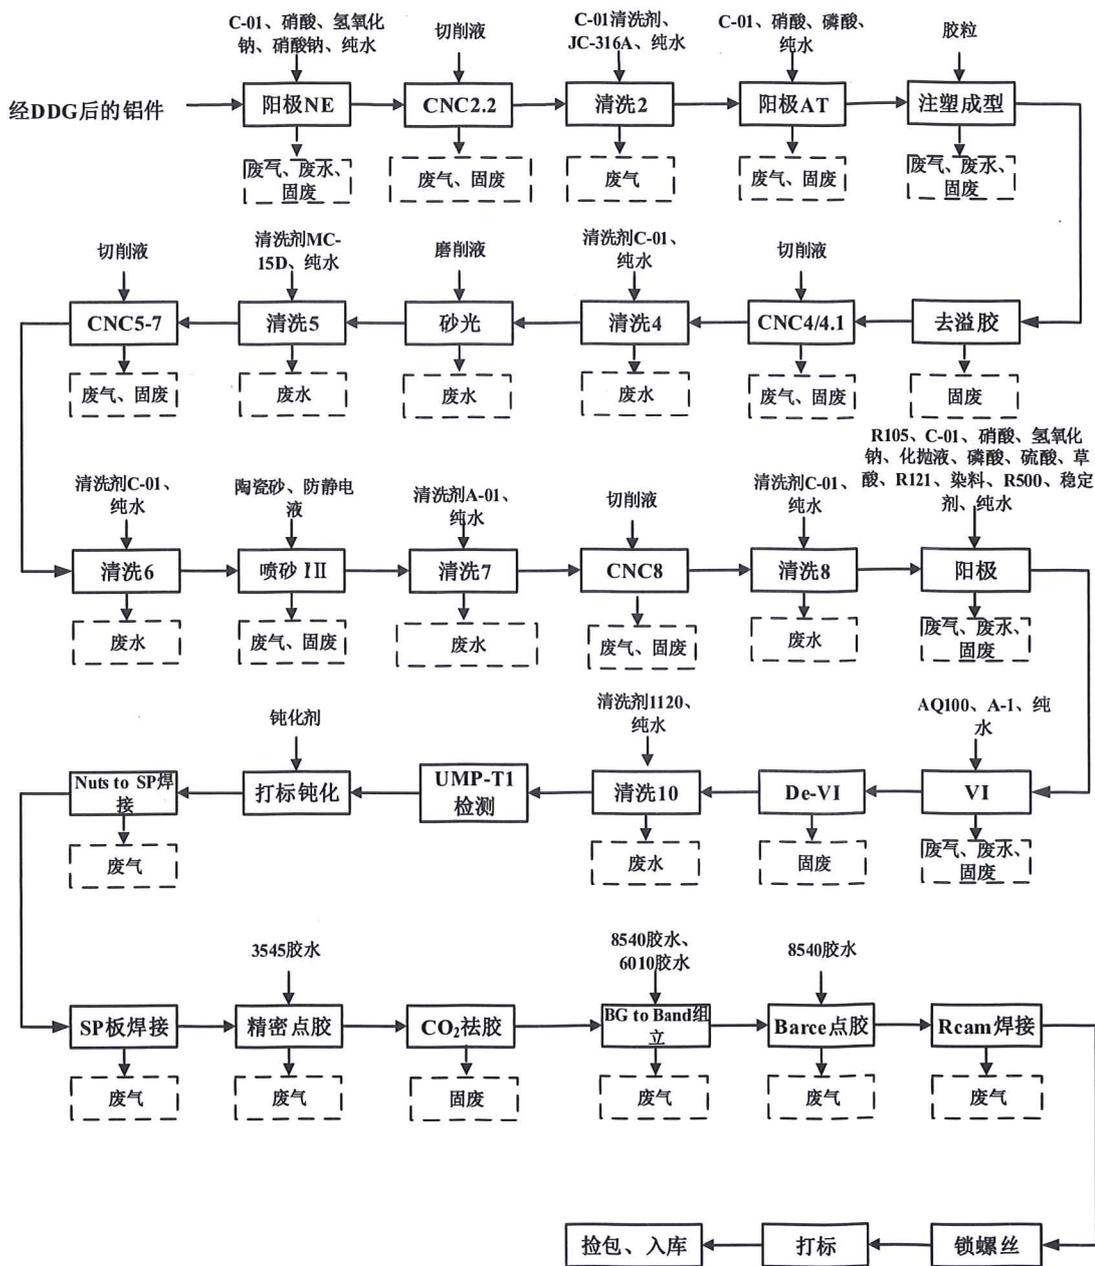 C-01、硝酸、氢氧化
钠、硝酸钠、纯水
切削液
C-01清洗剂、
JC-316A、纯水
C-01、硝酸、磷酸、
纯水
胶粒
经DDG后的铝件
阳极NE
CNC2.2
清洗2
阳极AT
注塑成型
废气、废水、
固废
废气、固废
废气
废气、固废
废气、废水、
固废
切削液
清洗剂MC-
15D、纯水
磨削液
清洗剂C-01、
纯水
切削液
CNC5-7
清洗5
砂光
清洗4
CNC4/4.1
去溢胶
废气、固废
废水
废水
废水
废气、固废
固废
清洗剂C-01、
纯水
陶瓷砂、防静电
液
清洗剂A-01、
纯水
切削液
清洗剂C-01、
纯水
R105、C-01、硝酸、氢氧化
钠、化抛液、磷酸、硫酸、草
酸、R121、染料、R500、稳定
剂、纯水
清洗6
喷砂 I II
清洗7
CNC8
清洗8
阳极
废水
废气、固废
废水
废气、固废
废水
废气、废水、
固废
钝化剂
清洗剂1120、
纯水
AQ100、A-1、纯
水
Nuts to SP焊
接
打标钝化
UMP-T1
检测
清洗10
De-VI
VI
废气
废水
固废
废气、废水、
固废
3545胶水
8540胶水、
6010胶水
8540胶水
SP板焊接
精密点胶
CO₂祛胶
BG to Band组
立
Barce点胶
Rcam焊接
废气
废气
固废
废气
废气
废气
捡包、入库
打标
锁螺丝